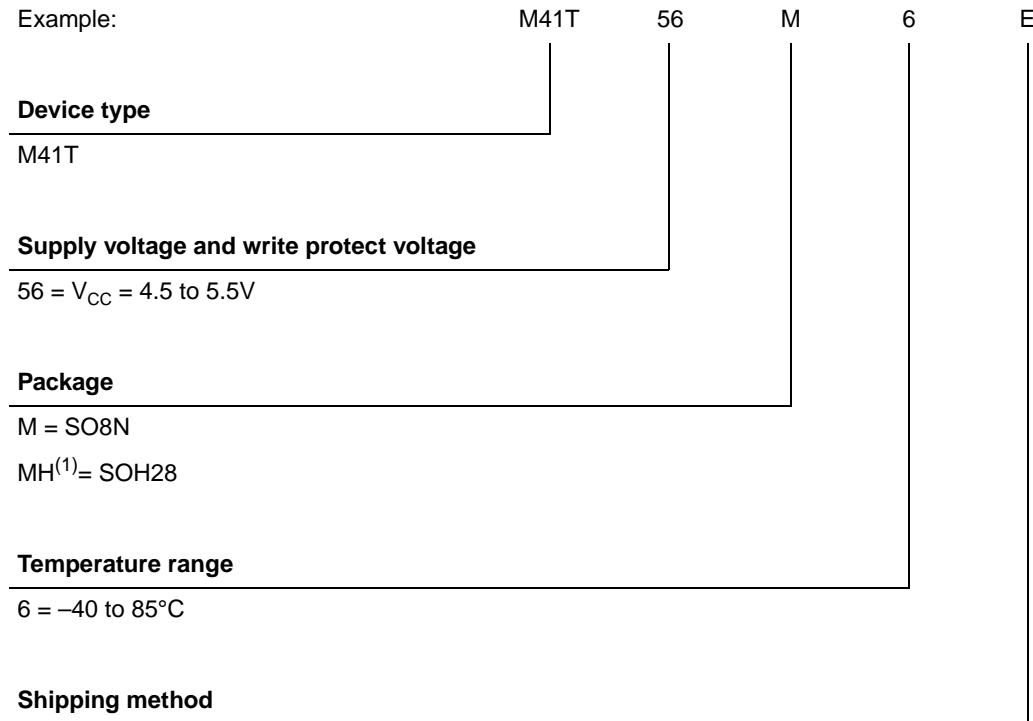 Example: M41T 56 M 6 E
Device type
M41T
Supply voltage and write protect voltage
56 = VCC = 4.5 to 5.5V
Package
M = SO8N
MH(1)= SOH28
Temperature range
6 = –40 to 85°C
Shipping method